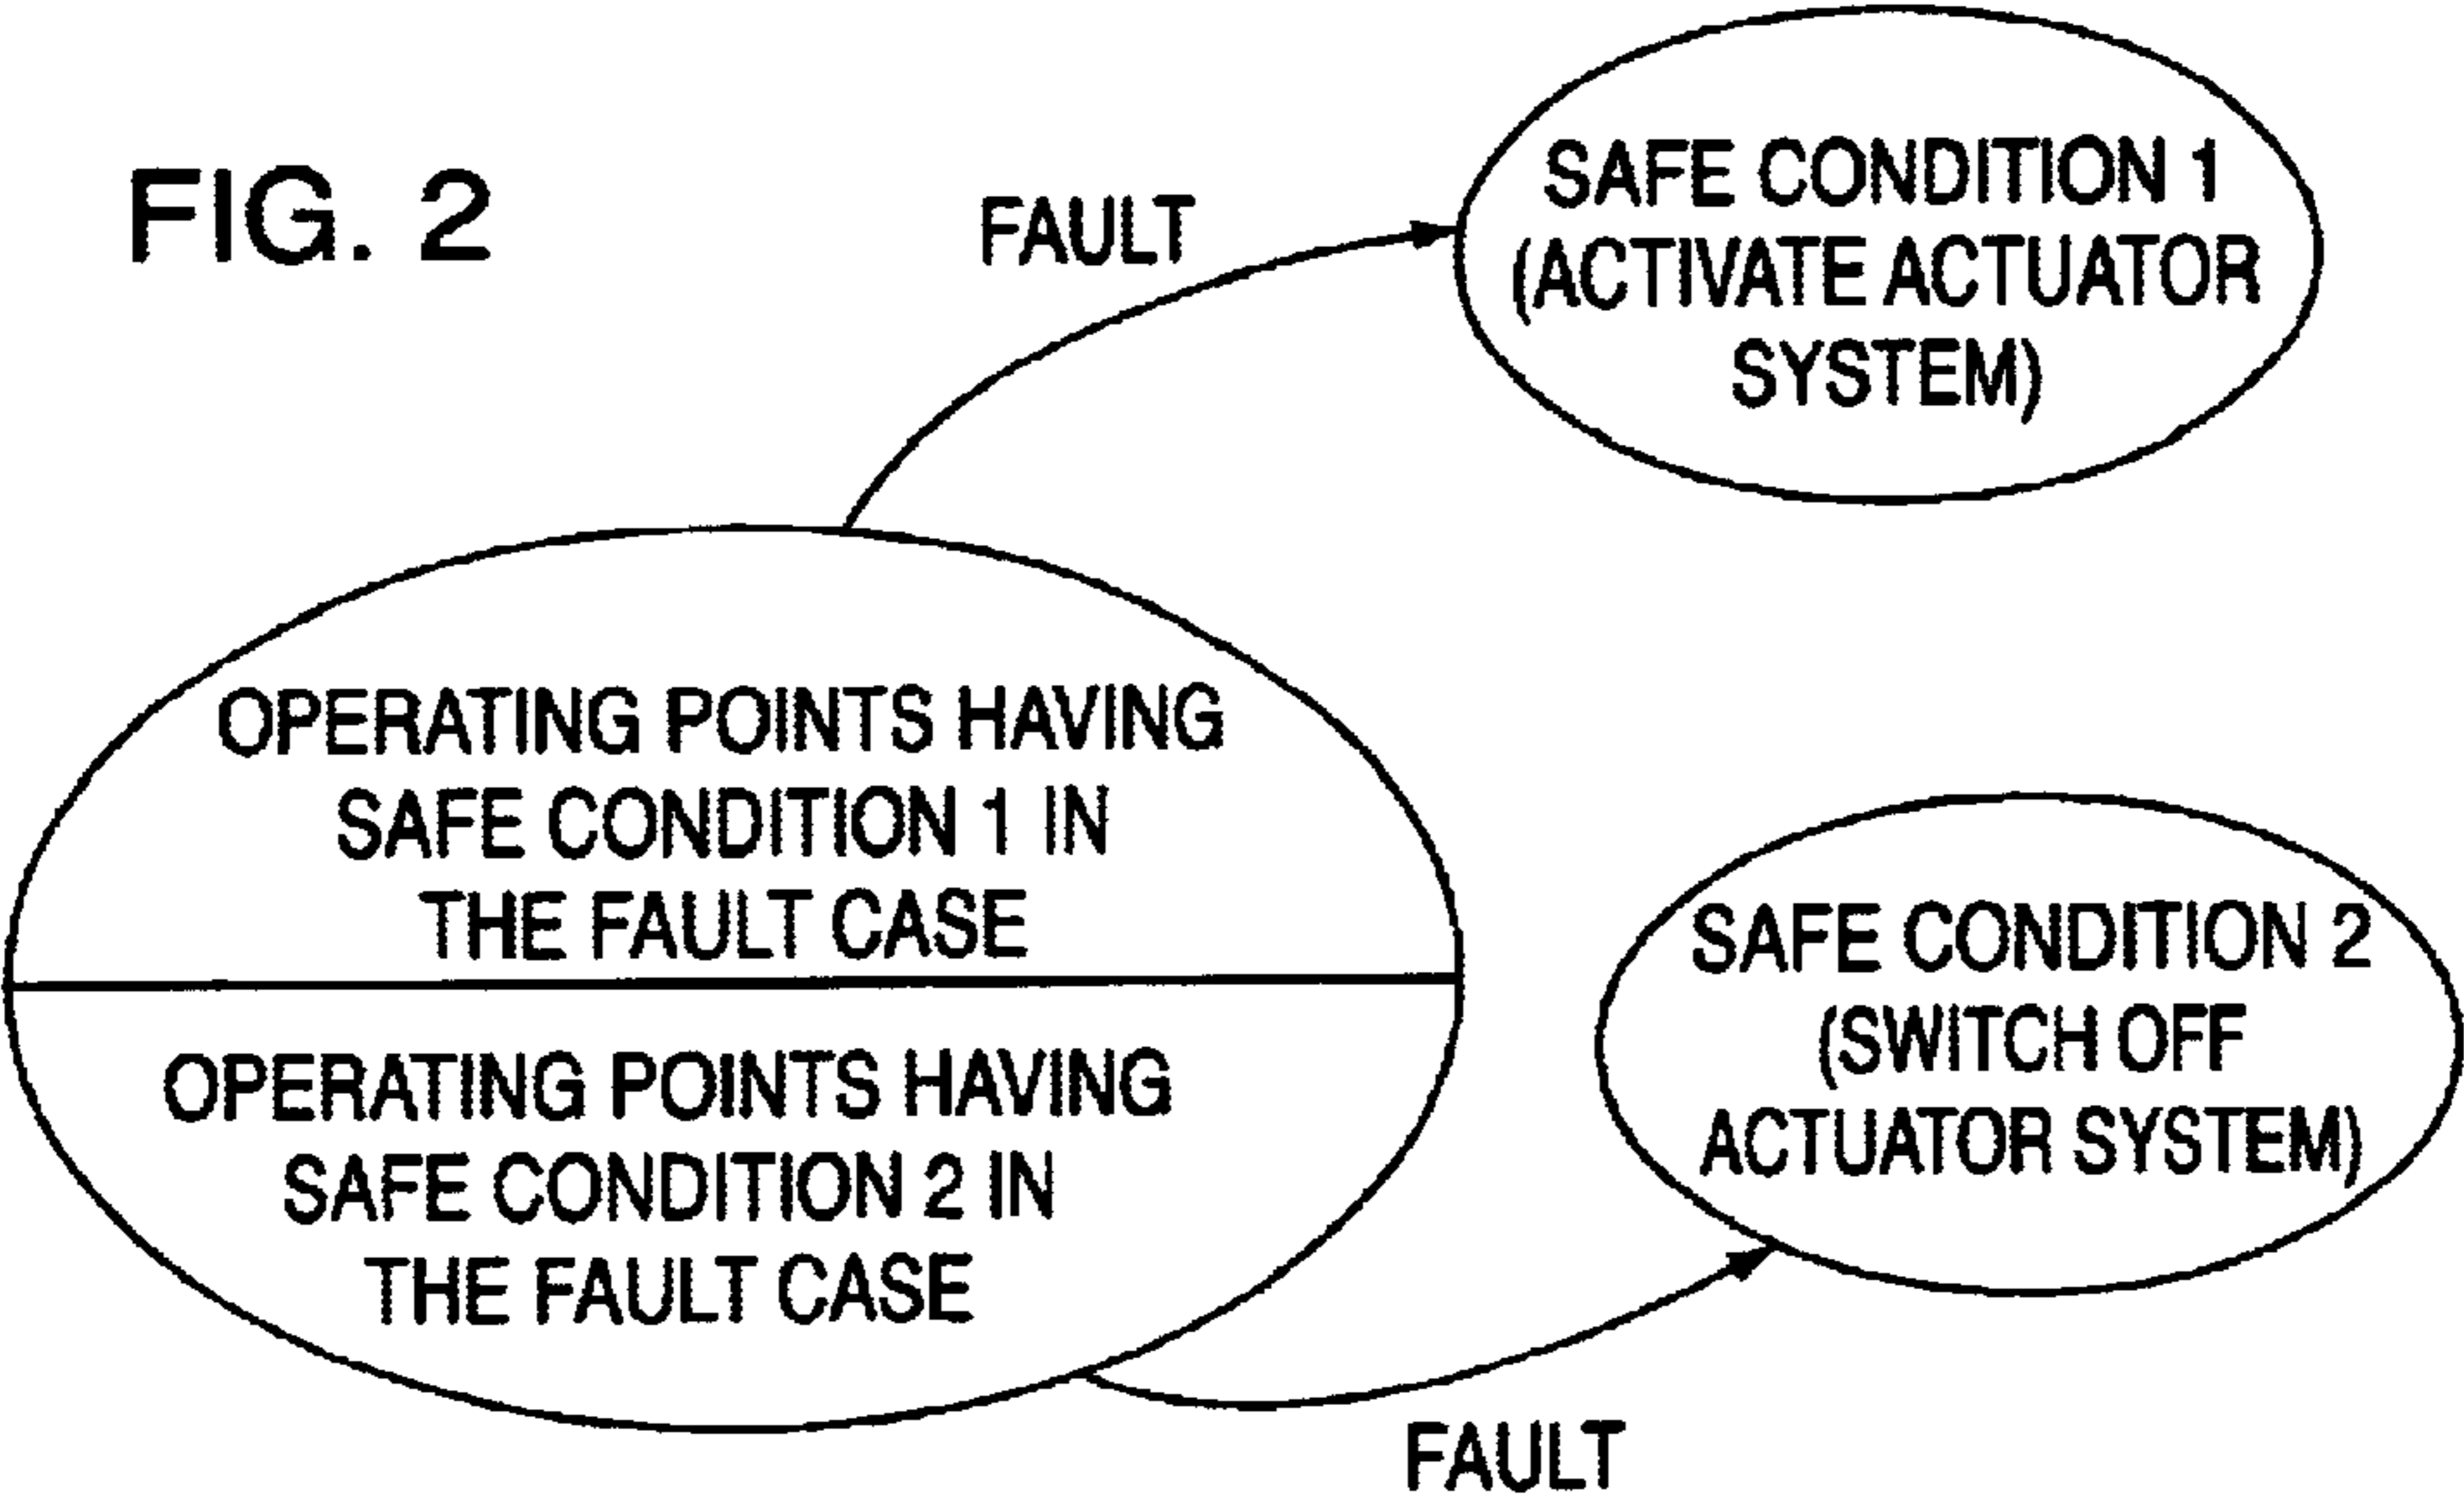 FIG. 2
FAULT
SAFE CONDITION 1
(ACTIVATE ACTUATOR
SYSTEM)
OPERATING POINTS HAVING
SAFE CONDITION 1 IN
THE FAULT CASE
OPERATING POINTS HAVING
SAFE CONDITION 2 IN
THE FAULT CASE
SAFE CONDITION 2
(SWITCH OFF
ACTUATOR SYSTEM)
FAULT